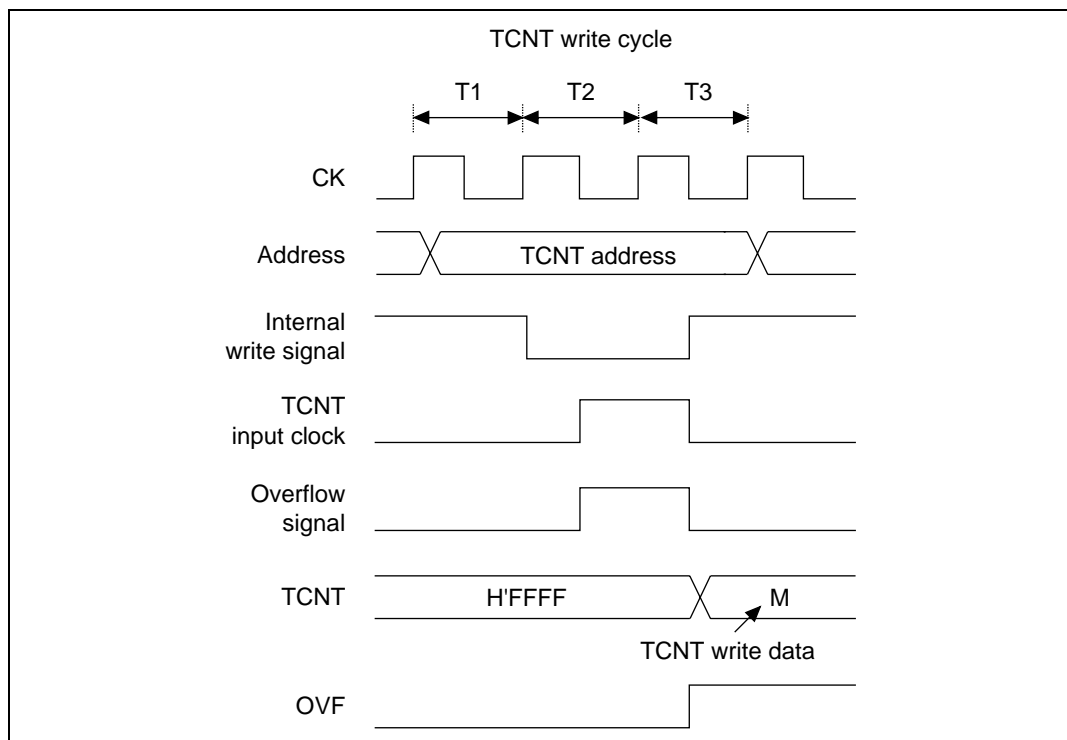 TCNT write cycle
T1 T2 T3
CK
Address TCNT address
Internal
write signal
TCNT
input clock
Overflow
signal
TCNT H'FFFF M
TCNT write data
OVF